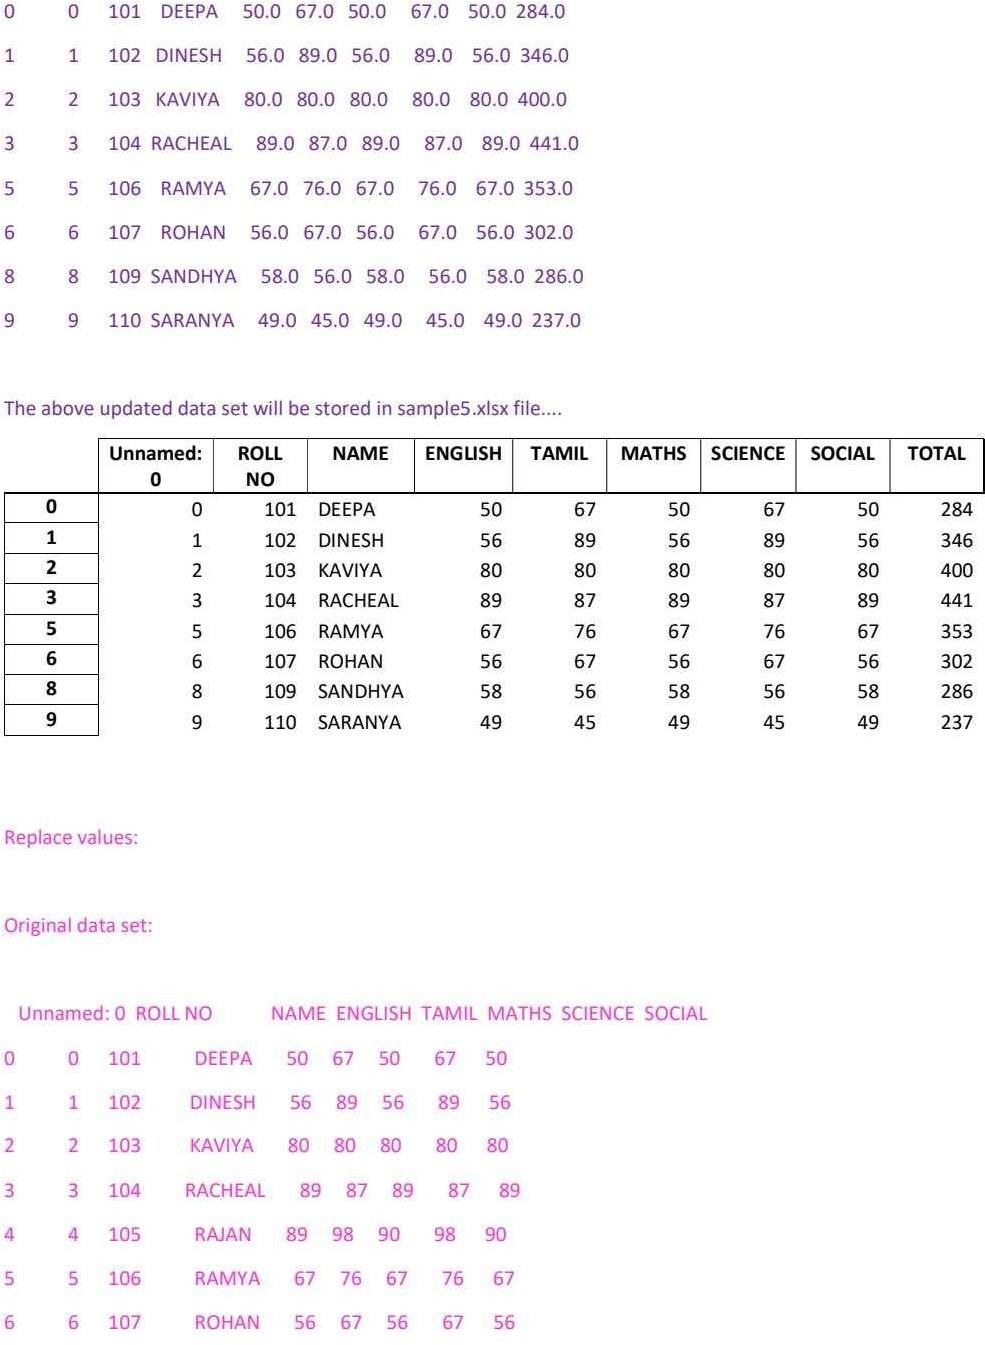 0 0 101 DEEPA 50.0 67.0 50.0 67.0 50.0 284.0
1 1 102 DINESH 56.0 89.0 56.0 89.0 56.0 346.0
2 2 103 KAVIYA 80.0 80.0 80.0 80.0 80.0 400.0
3 3 104 RACHEAL 89.0 87.0 89.0 87.0 89.0 441.0
5 5 106 RAMYA 67.0 76.0 67.0 76.0 67.0 353.0
6 6 107 ROHAN 56.0 67.0 56.0 67.0 56.0 302.0
8 8 109 SANDHYA 58.0 56.0 58.0 56.0 58.0 286.0
9 9 110 SARANYA 49.0 45.0 49.0 45.0 49.0 237.0
The above updated data set will be stored in sample5.xlsx file....
Unnamed: ROLL NAME ENGLISH TAMIL MATHS SCIENCE SOCIAL TOTAL
0 NO
0 0 101 DEEPA 50 67 50 67 50 284
1 1 102 DINESH 56 89 56 89 56 346
2 2 103 KAVIYA 80 80 80 80 80 400
3 3 104 RACHEAL 89 87 89 87 89 441
5 5 106 RAMYA 67 76 67 76 67 353
6 6 107 ROHAN 56 67 56 67 56 302
8 8 109 SANDHYA 58 56 58 56 58 286
9 9 110 SARANYA 49 45 49 45 49 237
Replace values:
Original data set:
Unnamed: 0 ROLL NO NAME ENGLISH TAMIL MATHS SCIENCE SOCIAL
0 0 101 DEEPA 50 67 50 67 50
1 1 102 DINESH 56 89 56 89 56
2 2 103 KAVIYA 80 80 80 80 80
3 3 104 RACHEAL 89 87 89 87 89
4 4 105 RAJAN 89 98 90 98 90
5 5 106 RAMYA 67 76 67 76 67
6 6 107 ROHAN 56 67 56 67 56